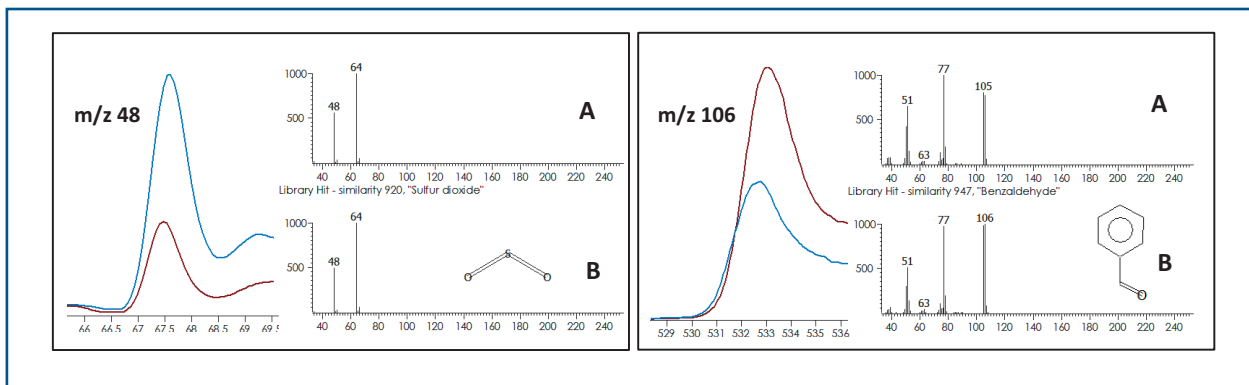 m/z 48
1000
500
64
48
A
40 60 80 100 120 140 160 180 200 220 240
Library Hit - similarity 920, "Sulfur dioxide"
1000
500
64
48
S
O O
B
40 60 80 100 120 140 160 180 200 220 240
66 66.5 67 67.5 68 68.5 69 69.5
m/z 106
1000
500
51
63
77
105
A
40 60 80 100 120 140 160 180 200 220 240
Library Hit - similarity 947, "Benzaldehyde"
1000
500
51
63
77
106
O
B
40 60 80 100 120 140 160 180 200 220 240
529 530 531 532 533 534 535 536